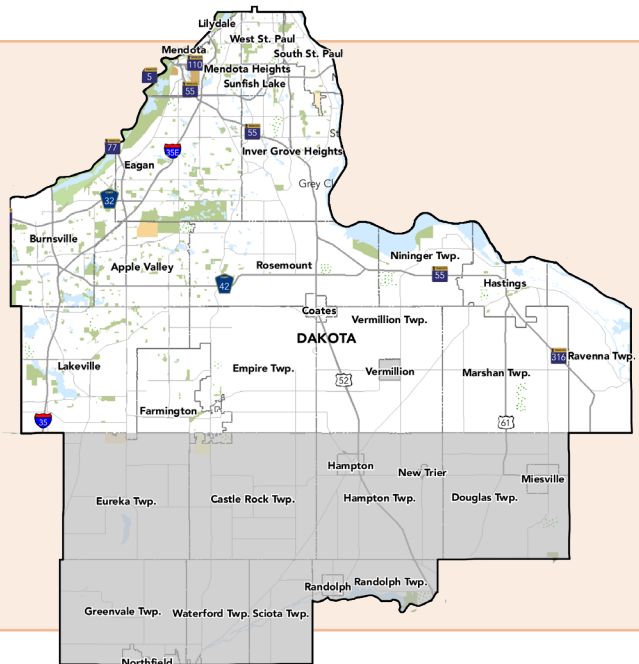 Lilydale
West St. Paul
Mendota
South St. Paul
110
Mendota Heights
5
Sunfish Lake
55
55
77
35E
Inver Grove Heights
Eagan
Grey Cl
32
Burnsville
Nininger Twp.
Apple Valley
Rosemount
55
42
Hastings
Coates
Vermillion Twp.
DAKOTA
316
Ravenna Twp.
Lakeville
Empire Twp.
Vermillion
Marshan Twp.
52
Farmington
35
61
Hampton
New Trier
Miesville
Eureka Twp.
Castle Rock Twp.
Hampton Twp.
Douglas Twp.
Randolph
Randolph Twp.
Greenvale Twp.
Waterford Twp.
Sciota Twp.
Northfield